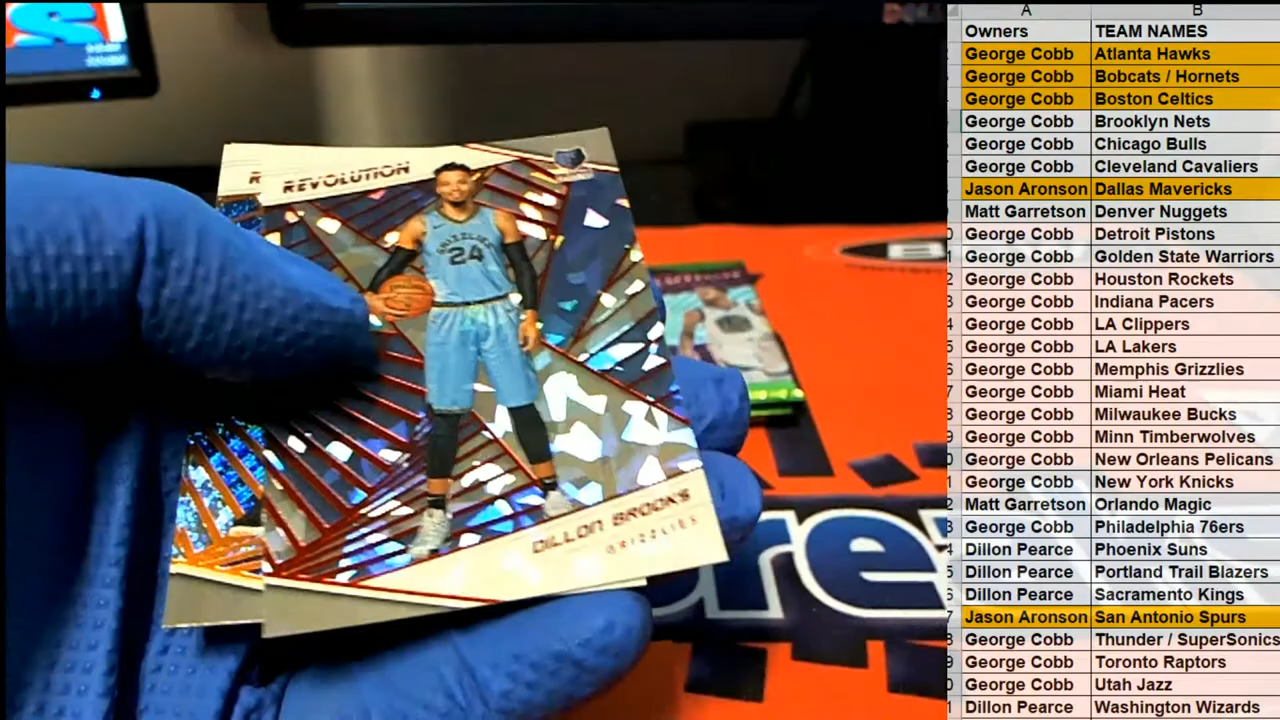 R
REVOLUTION
GRIZZLIES
24
DILLON BROOKS
GRIZZLIES
re
A B
Owners TEAM NAMES
George Cobb Atlanta Hawks
George Cobb Bobcats / Hornets
George Cobb Boston Celtics
George Cobb Brooklyn Nets
George Cobb Chicago Bulls
George Cobb Cleveland Cavaliers
Jason Aronson Dallas Mavericks
Matt Garretson Denver Nuggets
George Cobb Detroit Pistons
George Cobb Golden State Warriors
George Cobb Houston Rockets
George Cobb Indiana Pacers
George Cobb LA Clippers
George Cobb LA Lakers
George Cobb Memphis Grizzlies
George Cobb Miami Heat
George Cobb Milwaukee Bucks
George Cobb Minn Timberwolves
George Cobb New Orleans Pelicans
George Cobb New York Knicks
Matt Garretson Orlando Magic
George Cobb Philadelphia 76ers
Dillon Pearce Phoenix Suns
Dillon Pearce Portland Trail Blazers
Dillon Pearce Sacramento Kings
Jason Aronson San Antonio Spurs
George Cobb Thunder / SuperSonics
George Cobb Toronto Raptors
George Cobb Utah Jazz
Dillon Pearce Washington Wizards